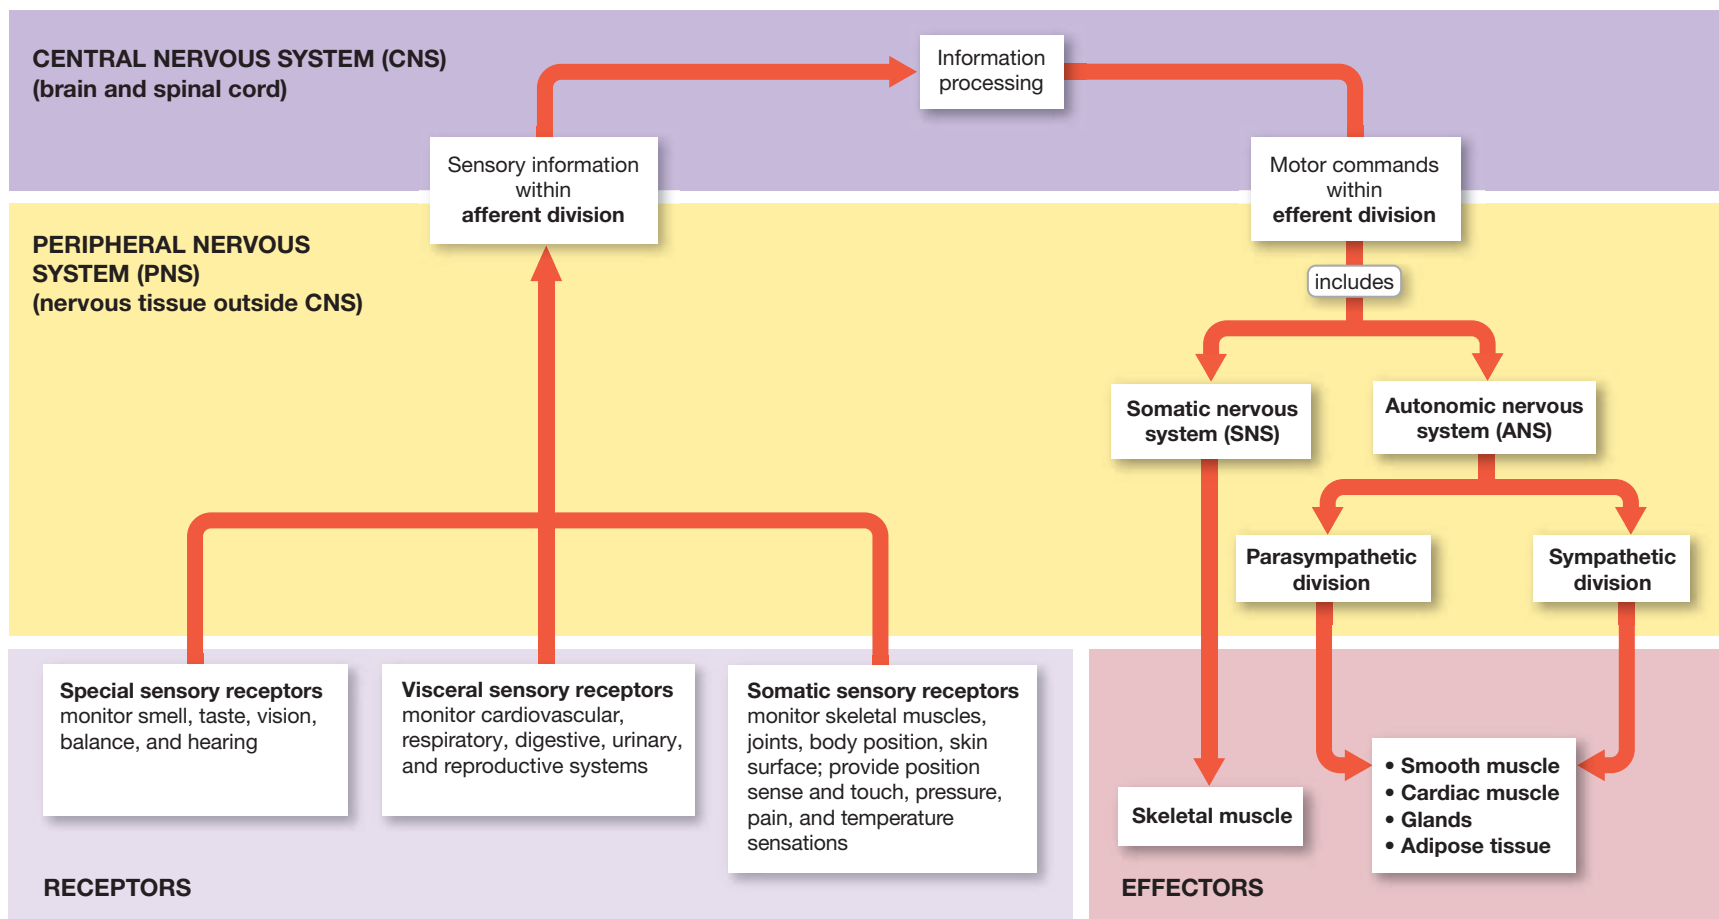 CENTRAL NERVOUS SYSTEM (CNS)
(brain and spinal cord)
Information
processing
Sensory information
within
afferent division
Motor commands
within
efferent division
PERIPHERAL NERVOUS
SYSTEM (PNS)
(nervous tissue outside CNS)
includes
Somatic nervous
system (SNS)
Autonomic nervous
system (ANS)
Parasympathetic
division
Sympathetic
division
Special sensory receptors
monitor smell, taste, vision,
balance, and hearing
Visceral sensory receptors
monitor cardiovascular,
respiratory, digestive, urinary,
and reproductive systems
Somatic sensory receptors
monitor skeletal muscles,
joints, body position, skin
surface; provide position
sense and touch, pressure,
pain, and temperature
sensations
Skeletal muscle
• Smooth muscle
• Cardiac muscle
• Glands
• Adipose tissue
RECEPTORS
EFFECTORS